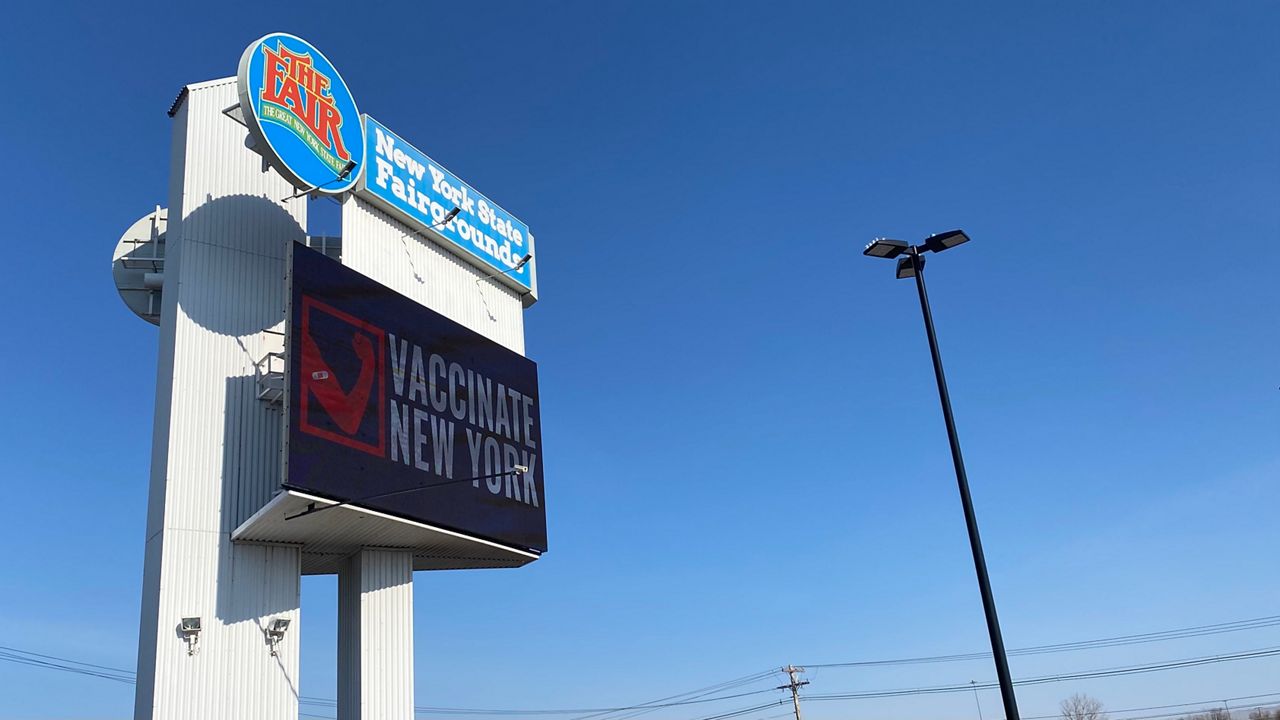 THE
FAIR
THE GREAT NEW YORK STATE FAIR
New York State
Fairgrounds
VACCINATE
NEW YORK